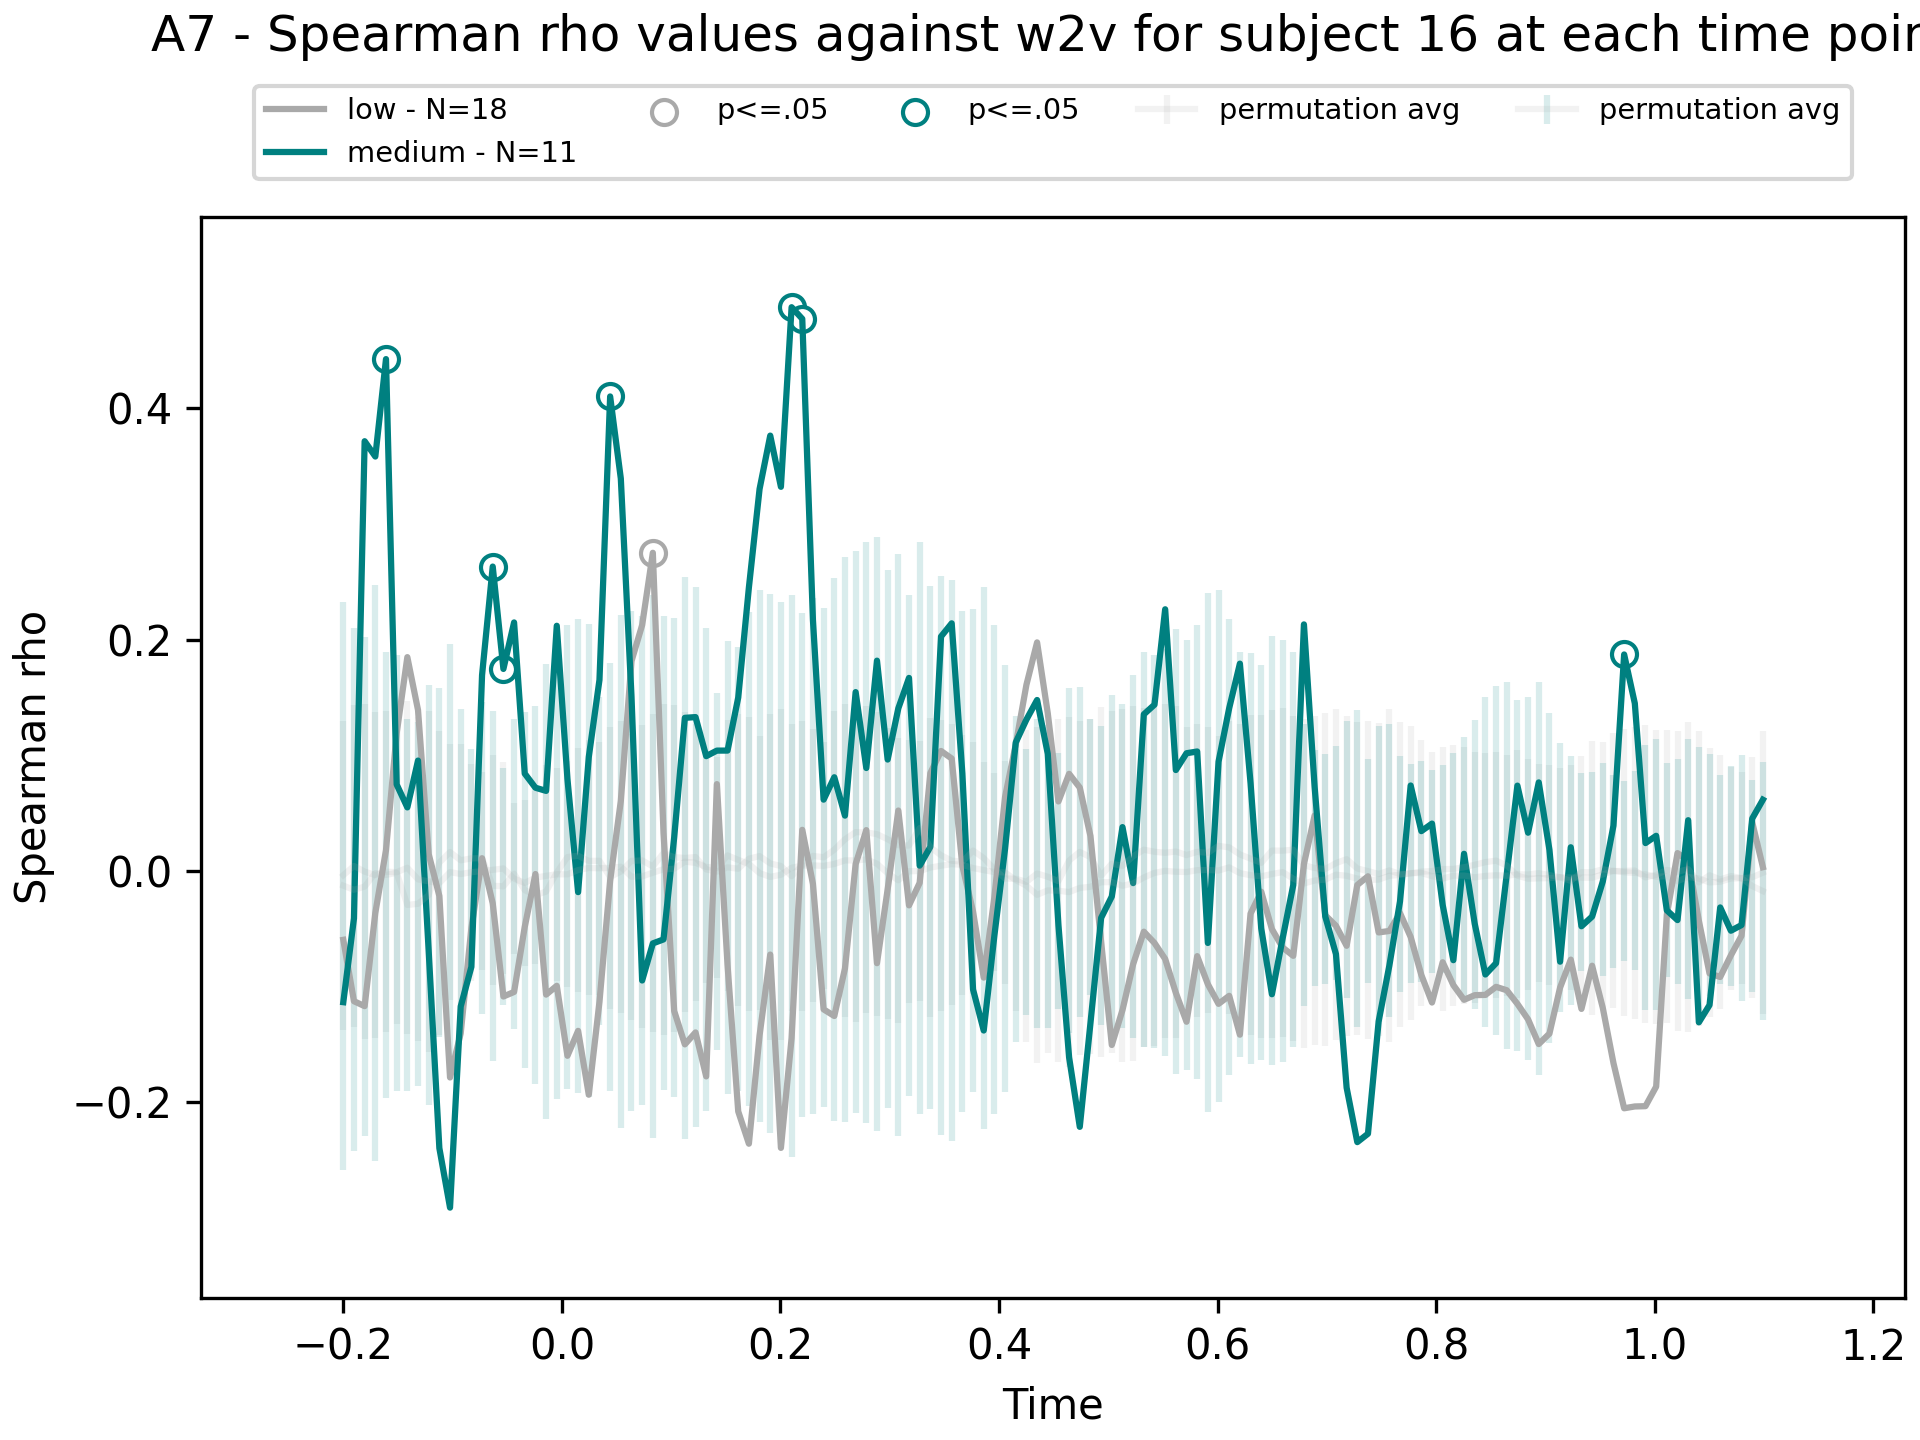 A7 - Spearman rho values against w2v for subject 16 at each time poin
low - N=18
medium - N=11
p<=.05
p<=.05
permutation avg
permutation avg
Spearman rho
0.4
0.2
0.0
−0.2
−0.2
0.0
0.2
0.4
0.6
0.8
1.0
1.2
Time